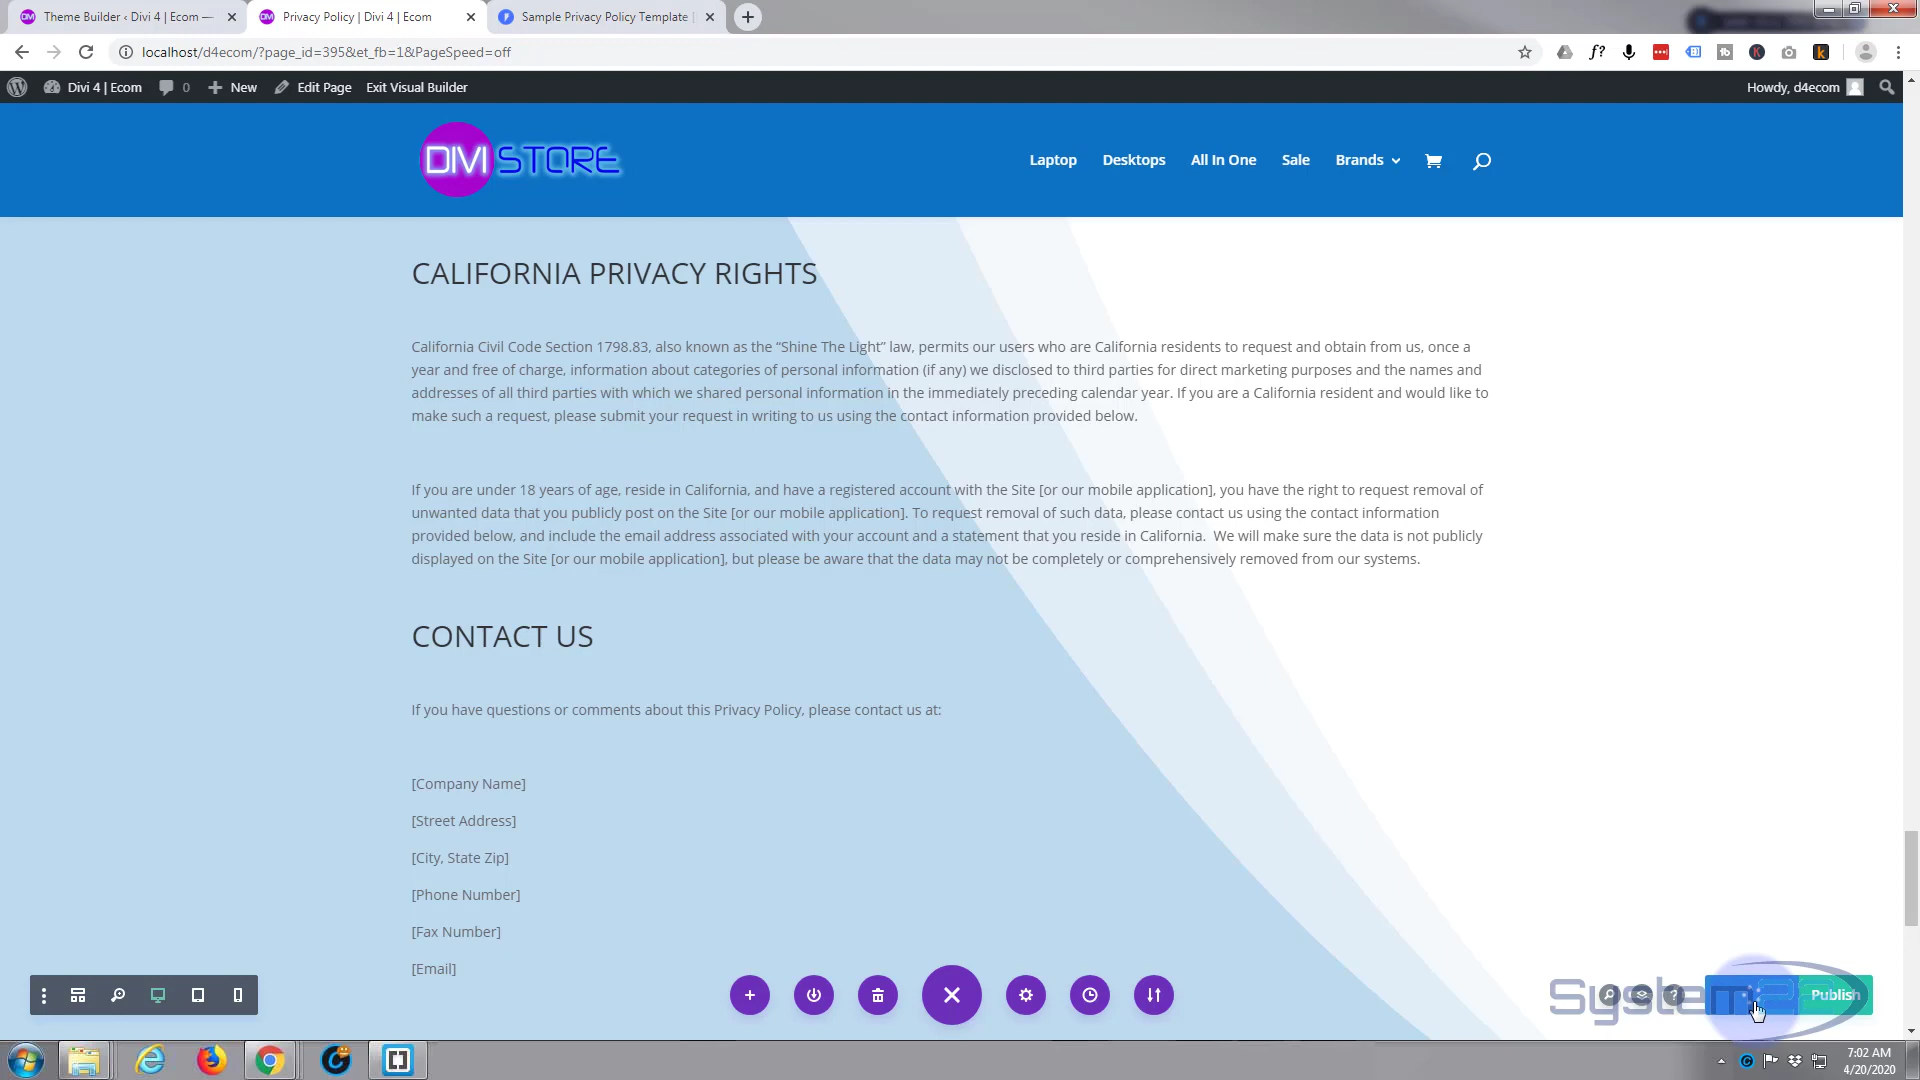 Theme Builder ‹ Divi 4 | Ecom —
Privacy Policy | Divi 4 | Ecom
Sample Privacy Policy Template
localhost/d4ecom/?page_id=395&et_fb=1&PageSpeed=off
Divi 4 | Ecom
0
New
Edit Page
Exit Visual Builder
Howdy, d4ecom
DIVI STORE
Laptop
Desktops
All In One
Sale
Brands
CALIFORNIA PRIVACY RIGHTS
California Civil Code Section 1798.83, also known as the “Shine The Light” law, permits our users who are California residents to request and obtain from us, once a
year and free of charge, information about categories of personal information (if any) we disclosed to third parties for direct marketing purposes and the names and
addresses of all third parties with which we shared personal information in the immediately preceding calendar year. If you are a California resident and would like to
make such a request, please submit your request in writing to us using the contact information provided below.
If you are under 18 years of age, reside in California, and have a registered account with the Site [or our mobile application], you have the right to request removal of
unwanted data that you publicly post on the Site [or our mobile application]. To request removal of such data, please contact us using the contact information
provided below, and include the email address associated with your account and a statement that you reside in California.  We will make sure the data is not publicly
displayed on the Site [or our mobile application], but please be aware that the data may not be completely or comprehensively removed from our systems.
CONTACT US
If you have questions or comments about this Privacy Policy, please contact us at:
[Company Name]
[Street Address]
[City, State Zip]
[Phone Number]
[Fax Number]
[Email]
System22
Publish
7:02 AM
4/20/2020